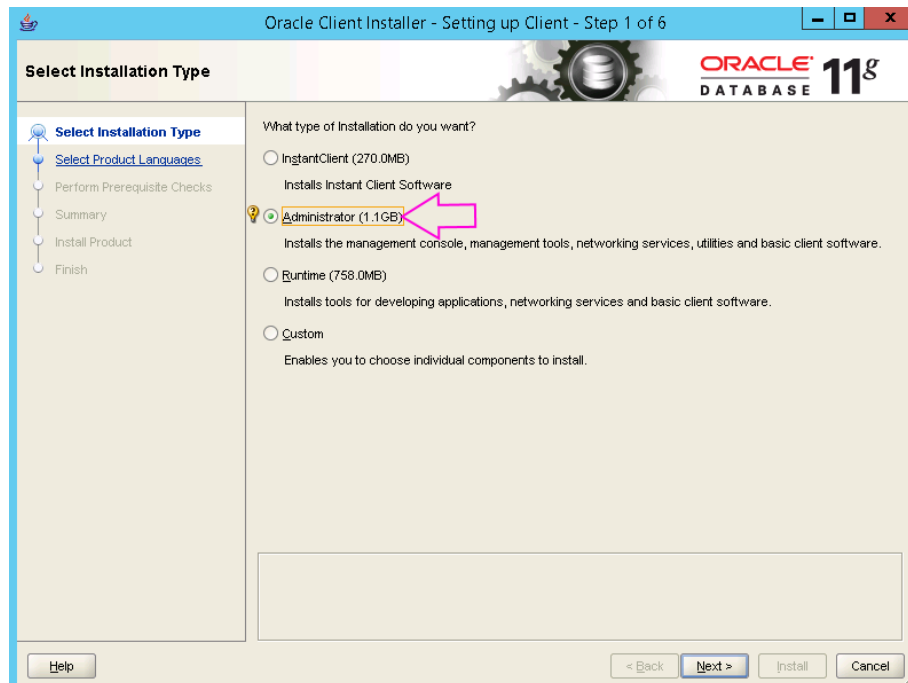 Oracle Client Installer - Setting up Client - Step 1 of 6
Select Installation Type
ORACLE
DATABASE
11g
Select Installation Type
Select Product Languages
Perform Prerequisite Checks
Summary
Install Product
Finish
What type of Installation do you want?
InstantClient (270.0MB)
Installs Instant Client Software
Administrator (1.1GB)
Installs the management console, management tools, networking services, utilities and basic client software.
Runtime (758.0MB)
Installs tools for developing applications, networking services and basic client software.
Custom
Enables you to choose individual components to install.
Help
< Back
Next >
Install
Cancel